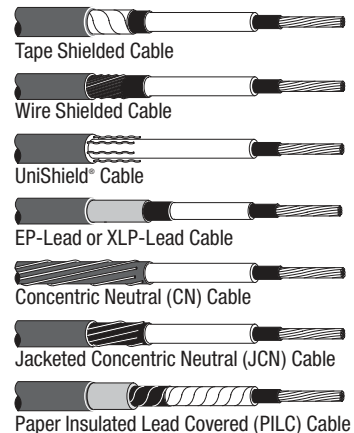 Tape Shielded Cable
Wire Shielded Cable
UniShield® Cable
EP-Lead or XLP-Lead Cable
Concentric Neutral (CN) Cable
Jacketed Concentric Neutral (JCN) Cable
Paper Insulated Lead Covered (PILC) Cable